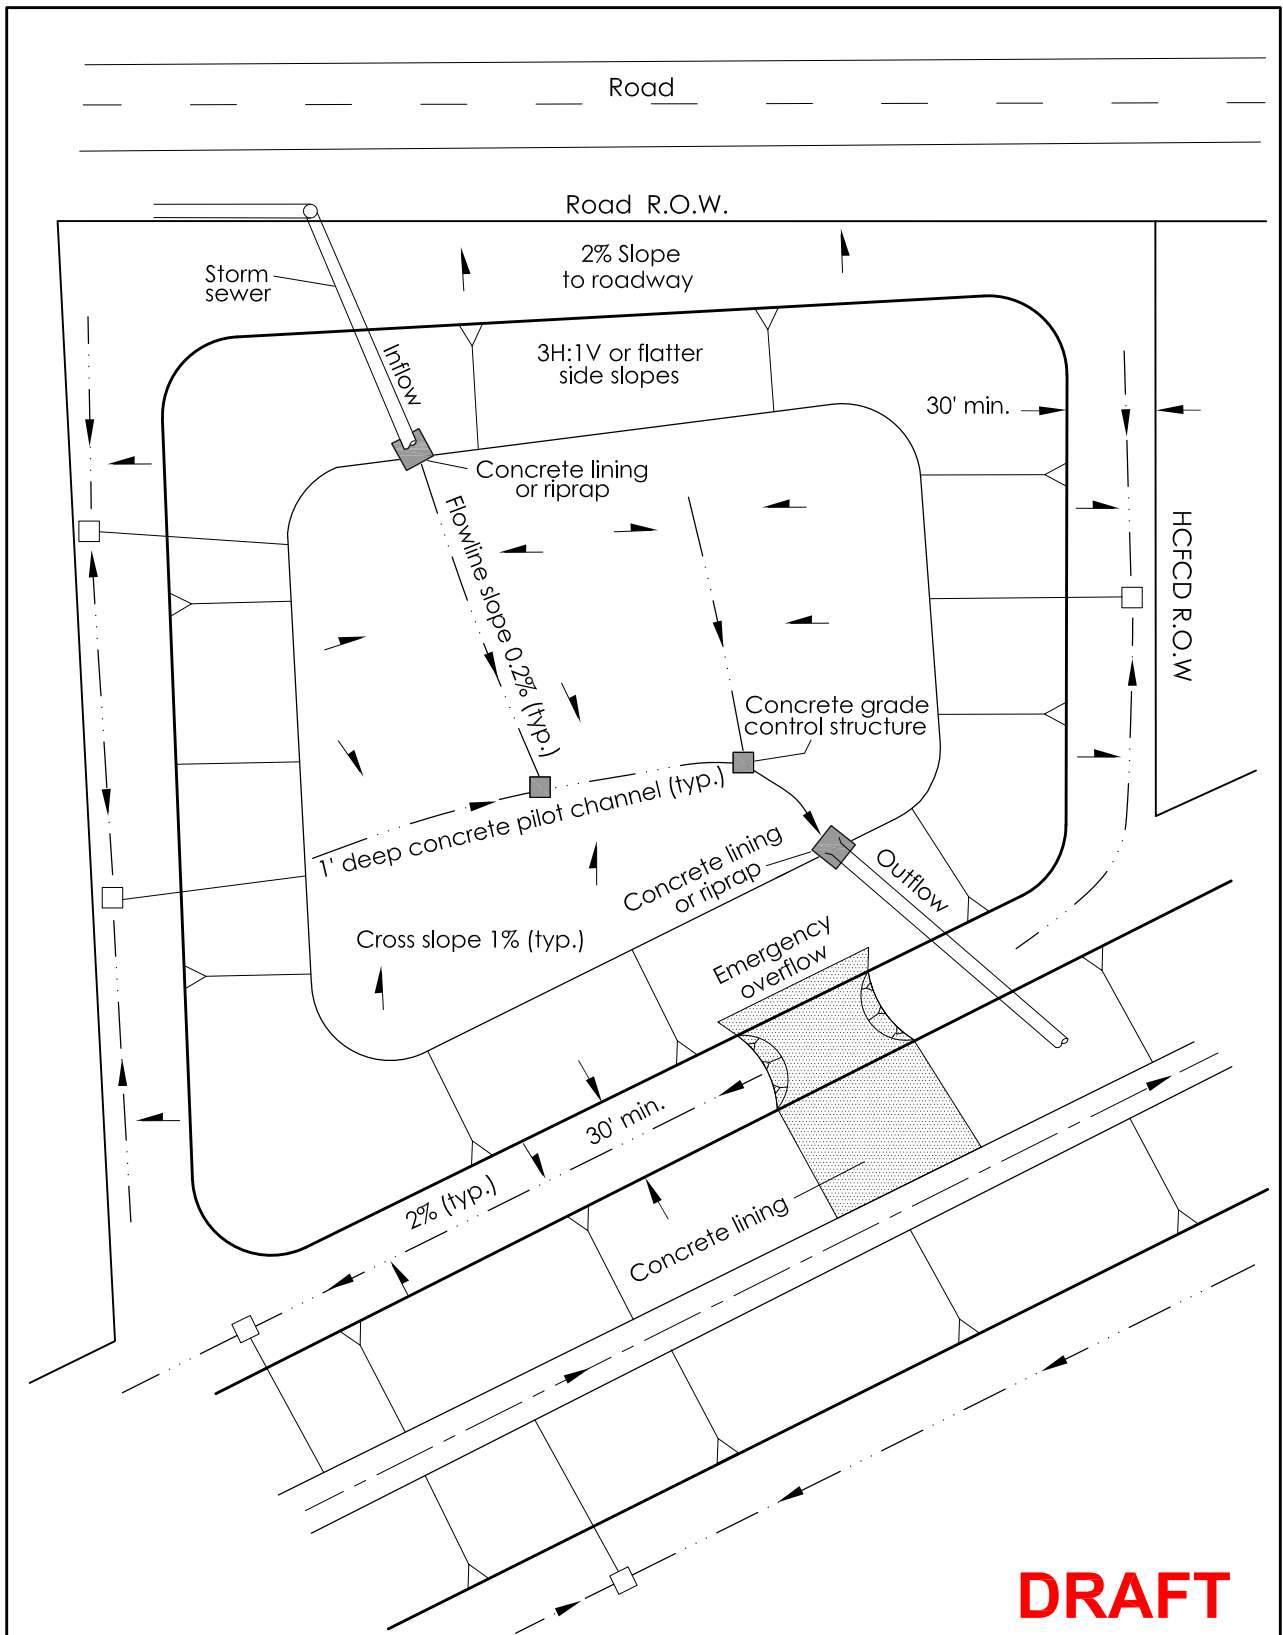 Road
Road R.O.W.
2% Slope
to roadway
Storm
sewer
Inflow
3H:1V or flatter
side slopes
30' min.
Concrete lining
or riprap
Flowline slope 0.2% (typ.)
HCFCD R.O.W
Concrete grade
control structure
1' deep concrete pilot channel (typ.)
Concrete lining
or riprap
Outflow
Cross slope 1% (typ.)
Emergency
overflow
30' min.
2% (typ.)
Concrete lining
DRAFT